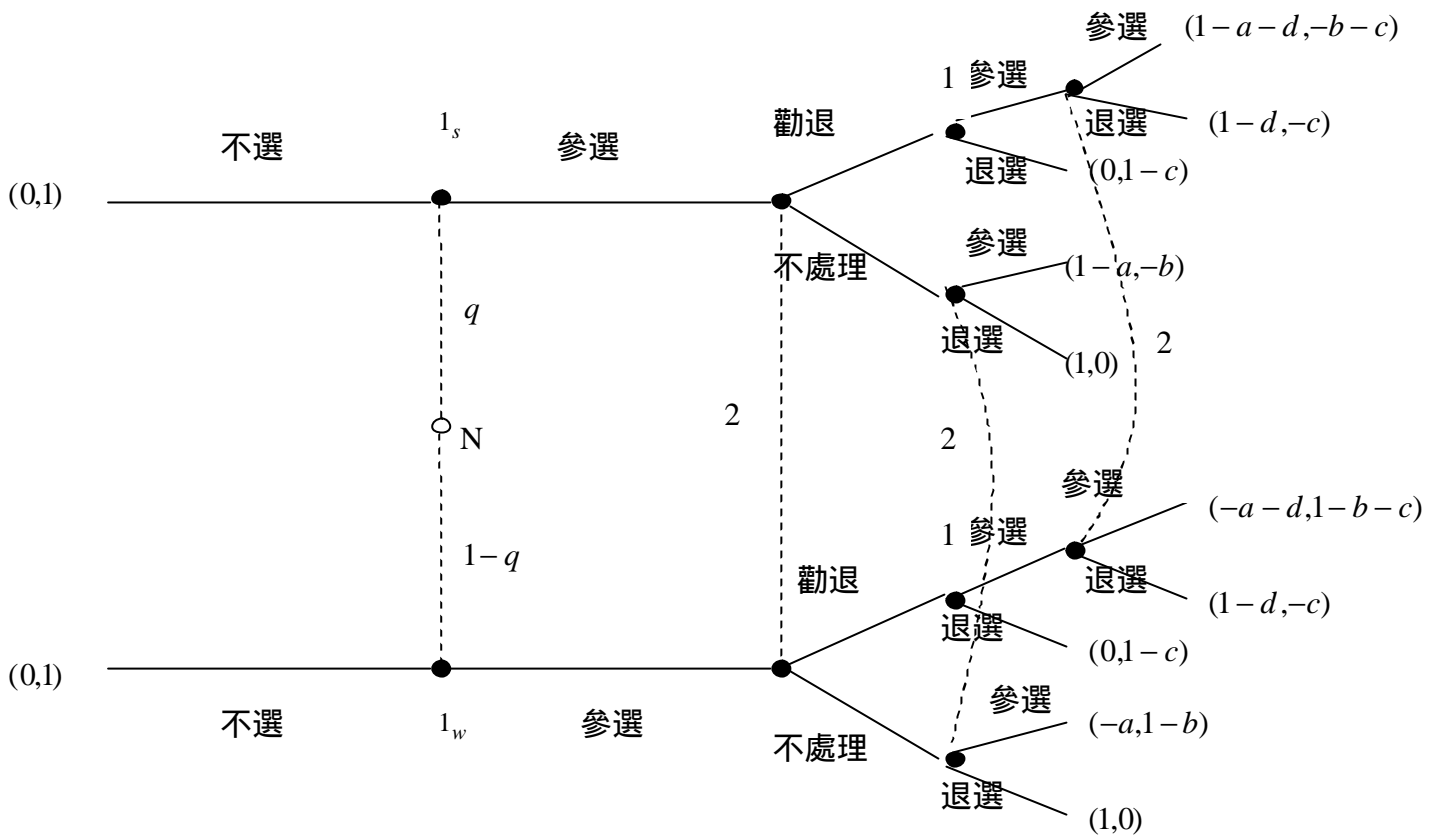 參選 (1−a−d,−b−c)
1 參選
勸退
退選 (1−d,−c)
1ₛ
不選 參選
退選 (0,1−c)
(0,1)
參選
不處理 (1−a,−b)
q
退選 2
(1,0)
2
N 2
參選
(−a−d,1−b−c)
1 參選
1−q
勸退 退選
(1−d,−c)
退選
(0,1−c)
(0,1)
參選
不選 1_w 參選 (−a,1−b)
不處理
退選
(1,0)